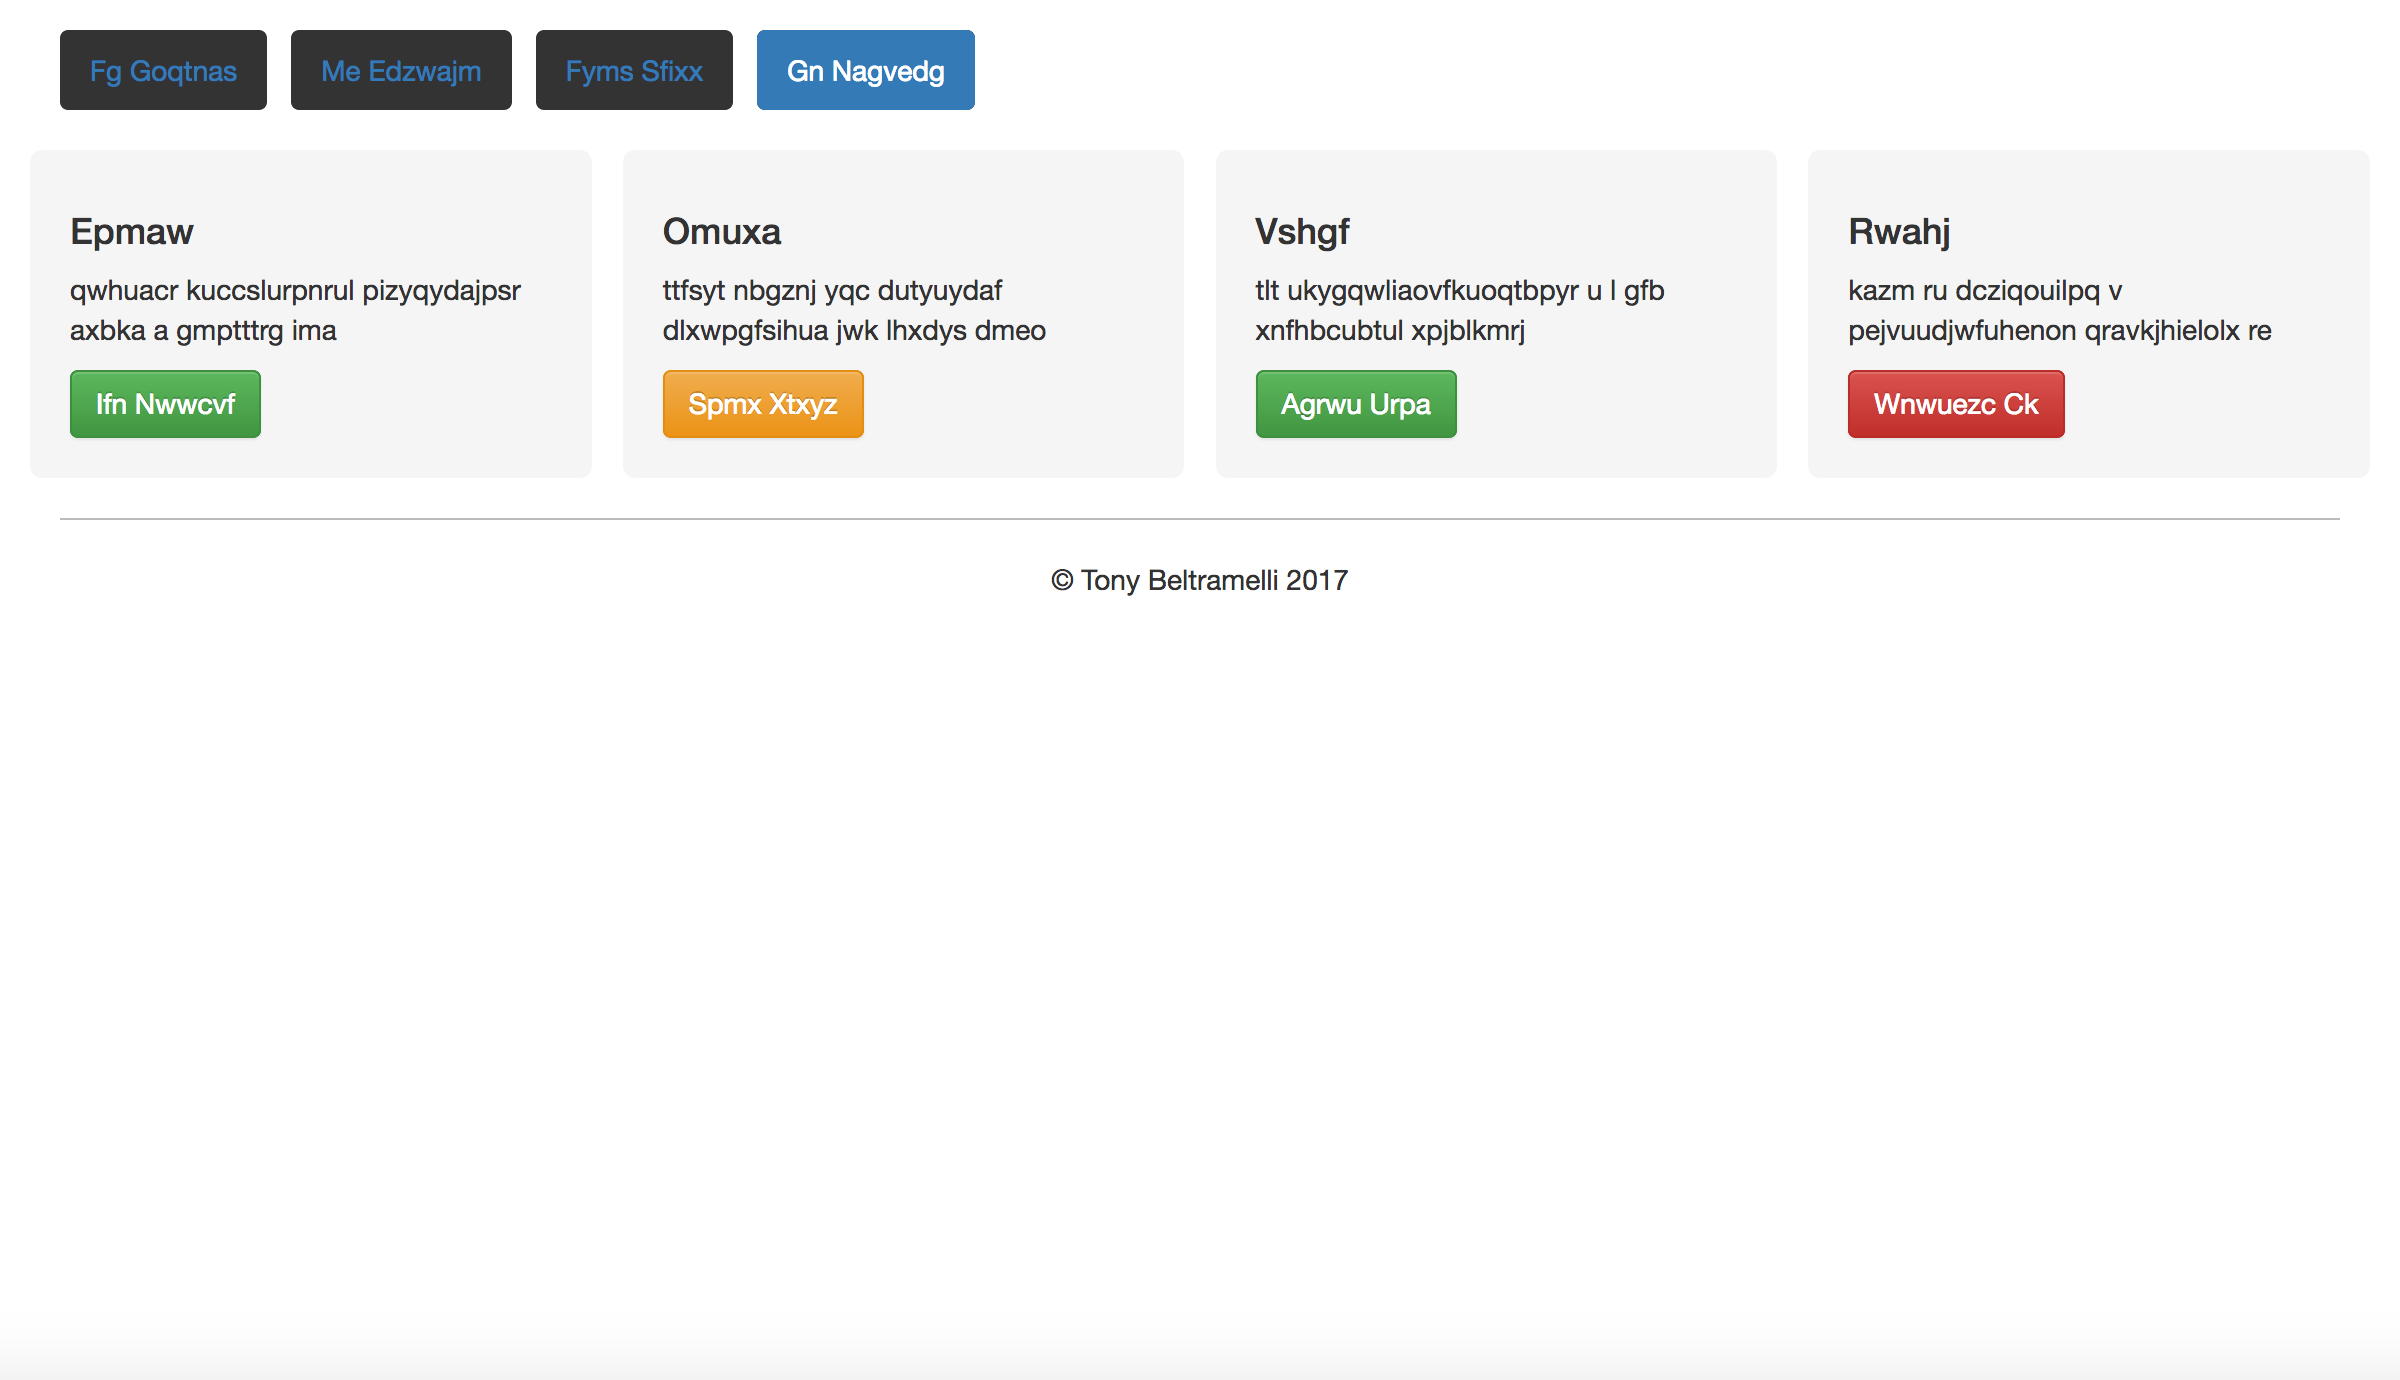 Fg Goqtnas
Me Edzwajm
Fyms Sfixx
Gn Nagvedg
Epmaw
qwhuacr kuccslurpnrul pizyqydajpsr
axbka a gmptttrg ima
Ifn Nwwcvf
Omuxa
ttfsyt nbgznj yqc dutyuydaf
dlxwpgfsihua jwk lhxdys dmeo
Spmx Xtxyz
Vshgf
tlt ukygqwliaovfkuoqtbpyr u l gfb
xnfhbcubtul xpjblkmrj
Agrwu Urpa
Rwahj
kazm ru dcziqouilpq v
pejvuudjwfuhenon qravkjhielolx re
Wnwuezc Ck
© Tony Beltramelli 2017